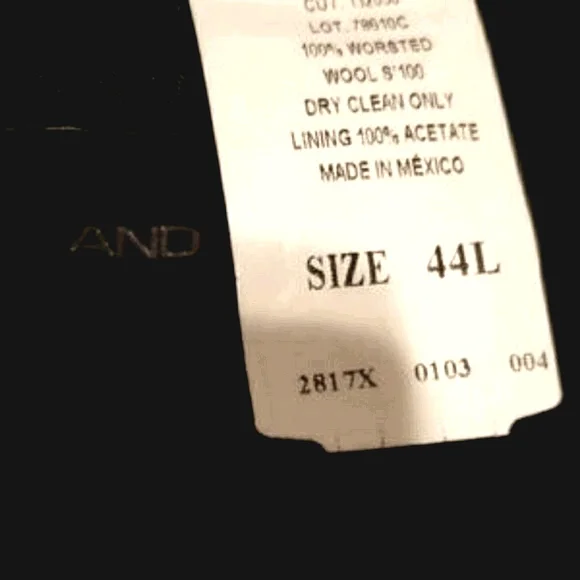 LOT. 78610C
100% WORSTED
WOOL S'100
DRY CLEAN ONLY
LINING 100% ACETATE
MADE IN MÉXICO
AND
SIZE 44L
2817X 0103 004